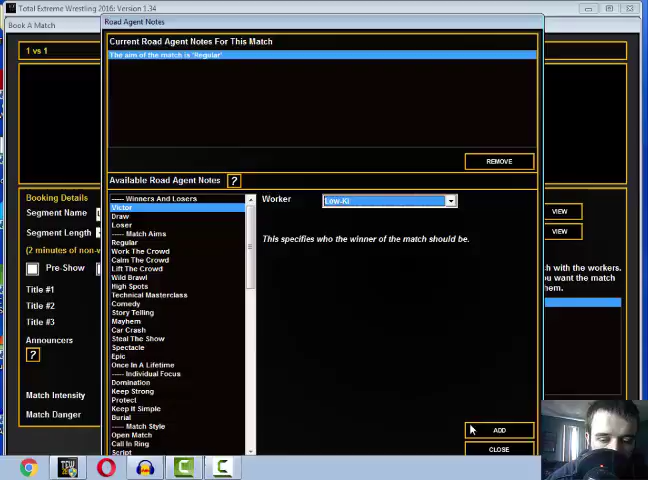 Total Extreme Wrestling 2016: Version 1.34
Book A Match
Road Agent Notes
1 vs 1
Current Road Agent Notes For This Match
The aim of the match is 'Regular'
REMOVE
Available Road Agent Notes ?
----- Winners And Losers
Victor
Draw
Loser
----- Match Aims
Regular
Work The Crowd
Calm The Crowd
Lift The Crowd
Wild Brawl
High Spots
Technical Masterclass
Comedy
Story Telling
Mayhem
Car Crash
Steal The Show
Spectacle
Epic
Once In A Lifetime
----- Individual Focus
Domination
Keep Strong
Protect
Keep It Simple
Burial
----- Match Style
Open Match
Call In Ring
Script
Worker
Low-Ki
This specifies who the winner of the match should be.
ADD
CLOSE
Booking Details
Segment Name
Segment Length
(2 minutes of non-w
Pre-Show
Title #1
Title #2
Title #3
Announcers
?
Match Intensity
Match Danger
VIEW
VIEW
ch with the workers.
ou want the match
em.